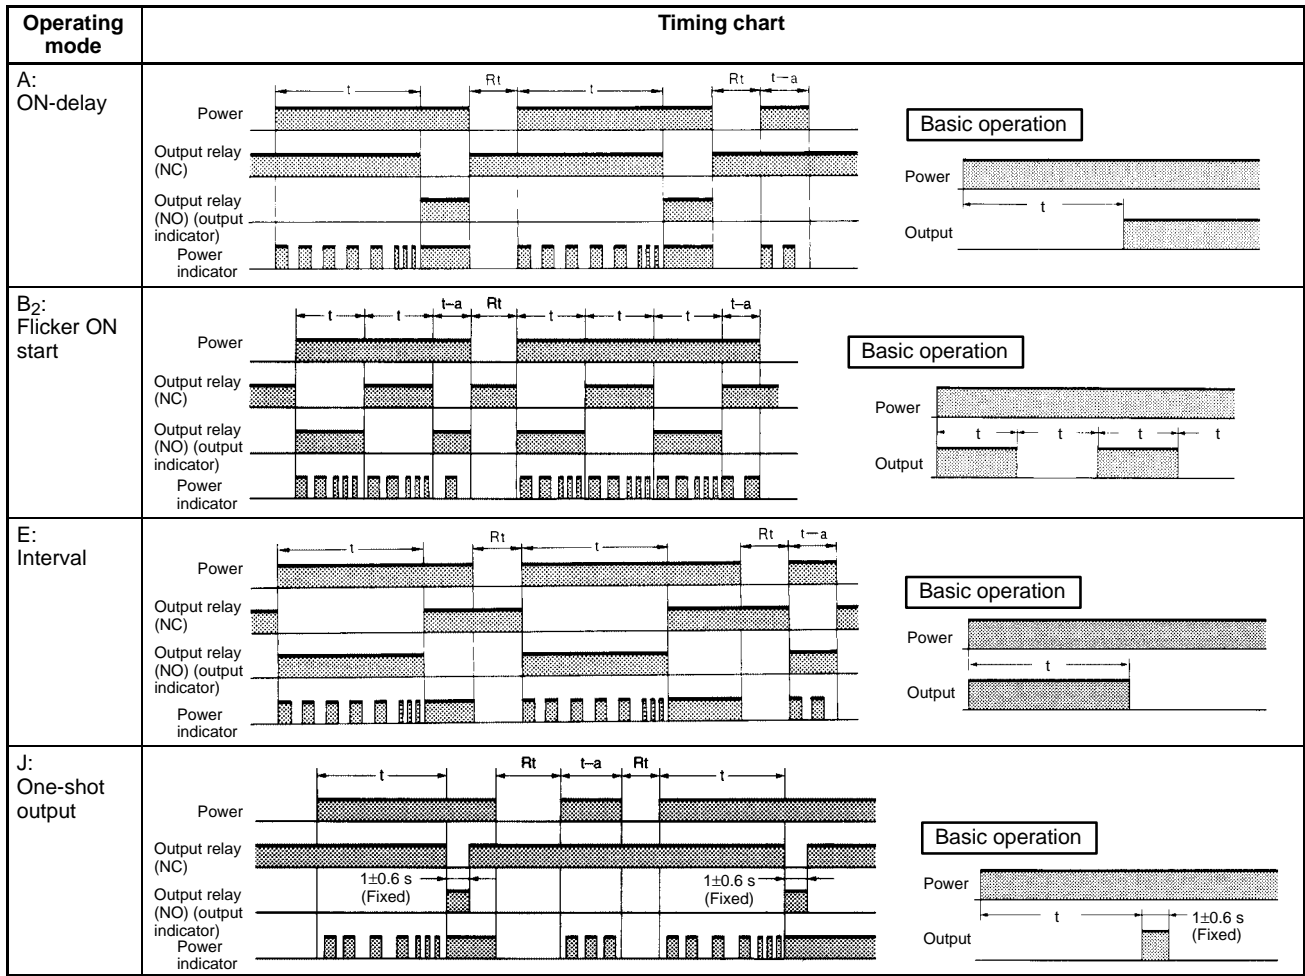 Operating
mode
Timing chart
A:
ON-delay
t
Rt
t
Rt
t—a
Power
Output relay
(NC)
Output relay
(NO) (output
indicator)
Power
indicator
Basic operation
Power
t
Output
B2:
Flicker ON
start
t
t
t–a
Rt
t
t
t
t–a
Power
Output relay
(NC)
Output relay
(NO) (output
indicator)
Power
indicator
Basic operation
Power
t
t
t
t
Output
E:
Interval
t
Rt
t
Rt
t—a
Power
Output relay
(NC)
Output relay
(NO) (output
indicator)
Power
indicator
Basic operation
Power
t
Output
J:
One-shot
output
t
Rt
t–a
Rt
t
Power
Output relay
(NC)
1±0.6 s
(Fixed)
1±0.6 s
(Fixed)
Output relay
(NO) (output
indicator)
Power
indicator
Basic operation
Power
t
1±0.6 s
(Fixed)
Output